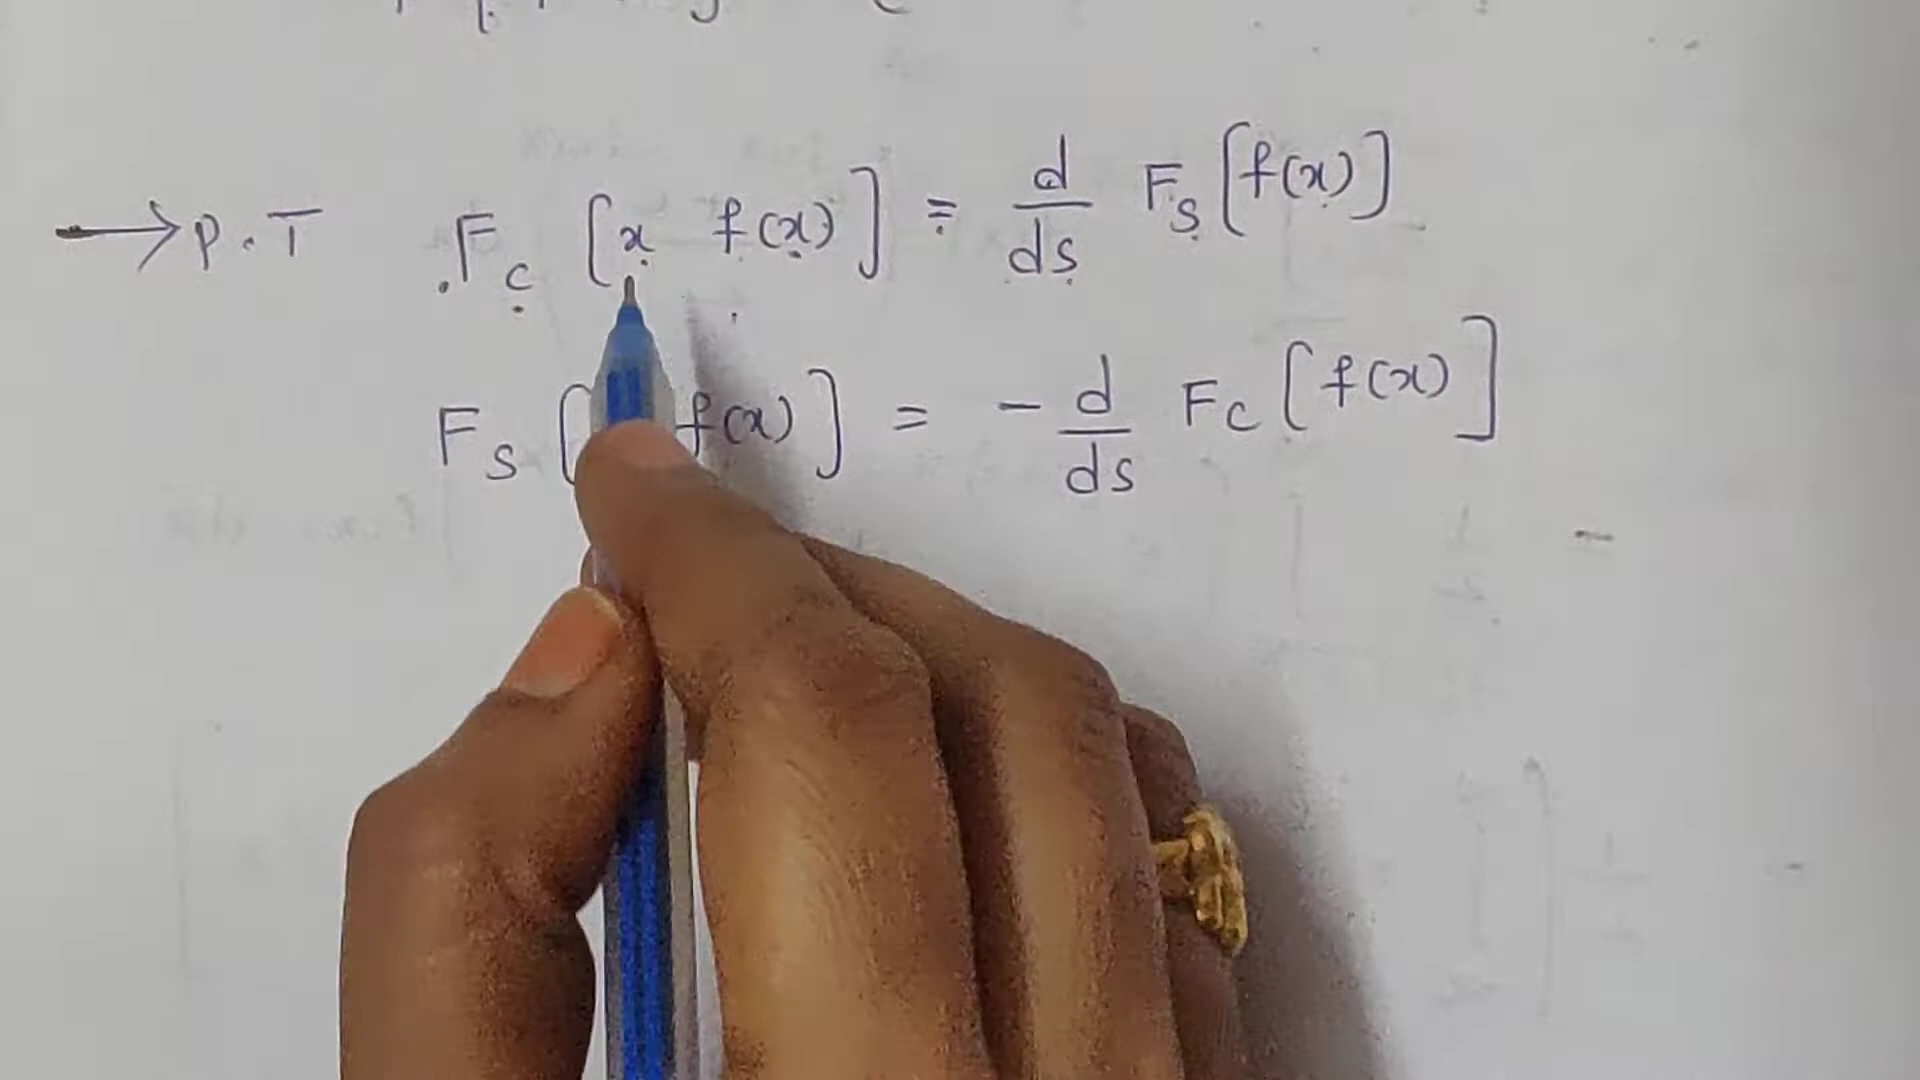 → P.T Fc [x f(x)] = d/ds Fs [f(x)]
Fs [ f(x)] = - d/ds Fc [f(x)]